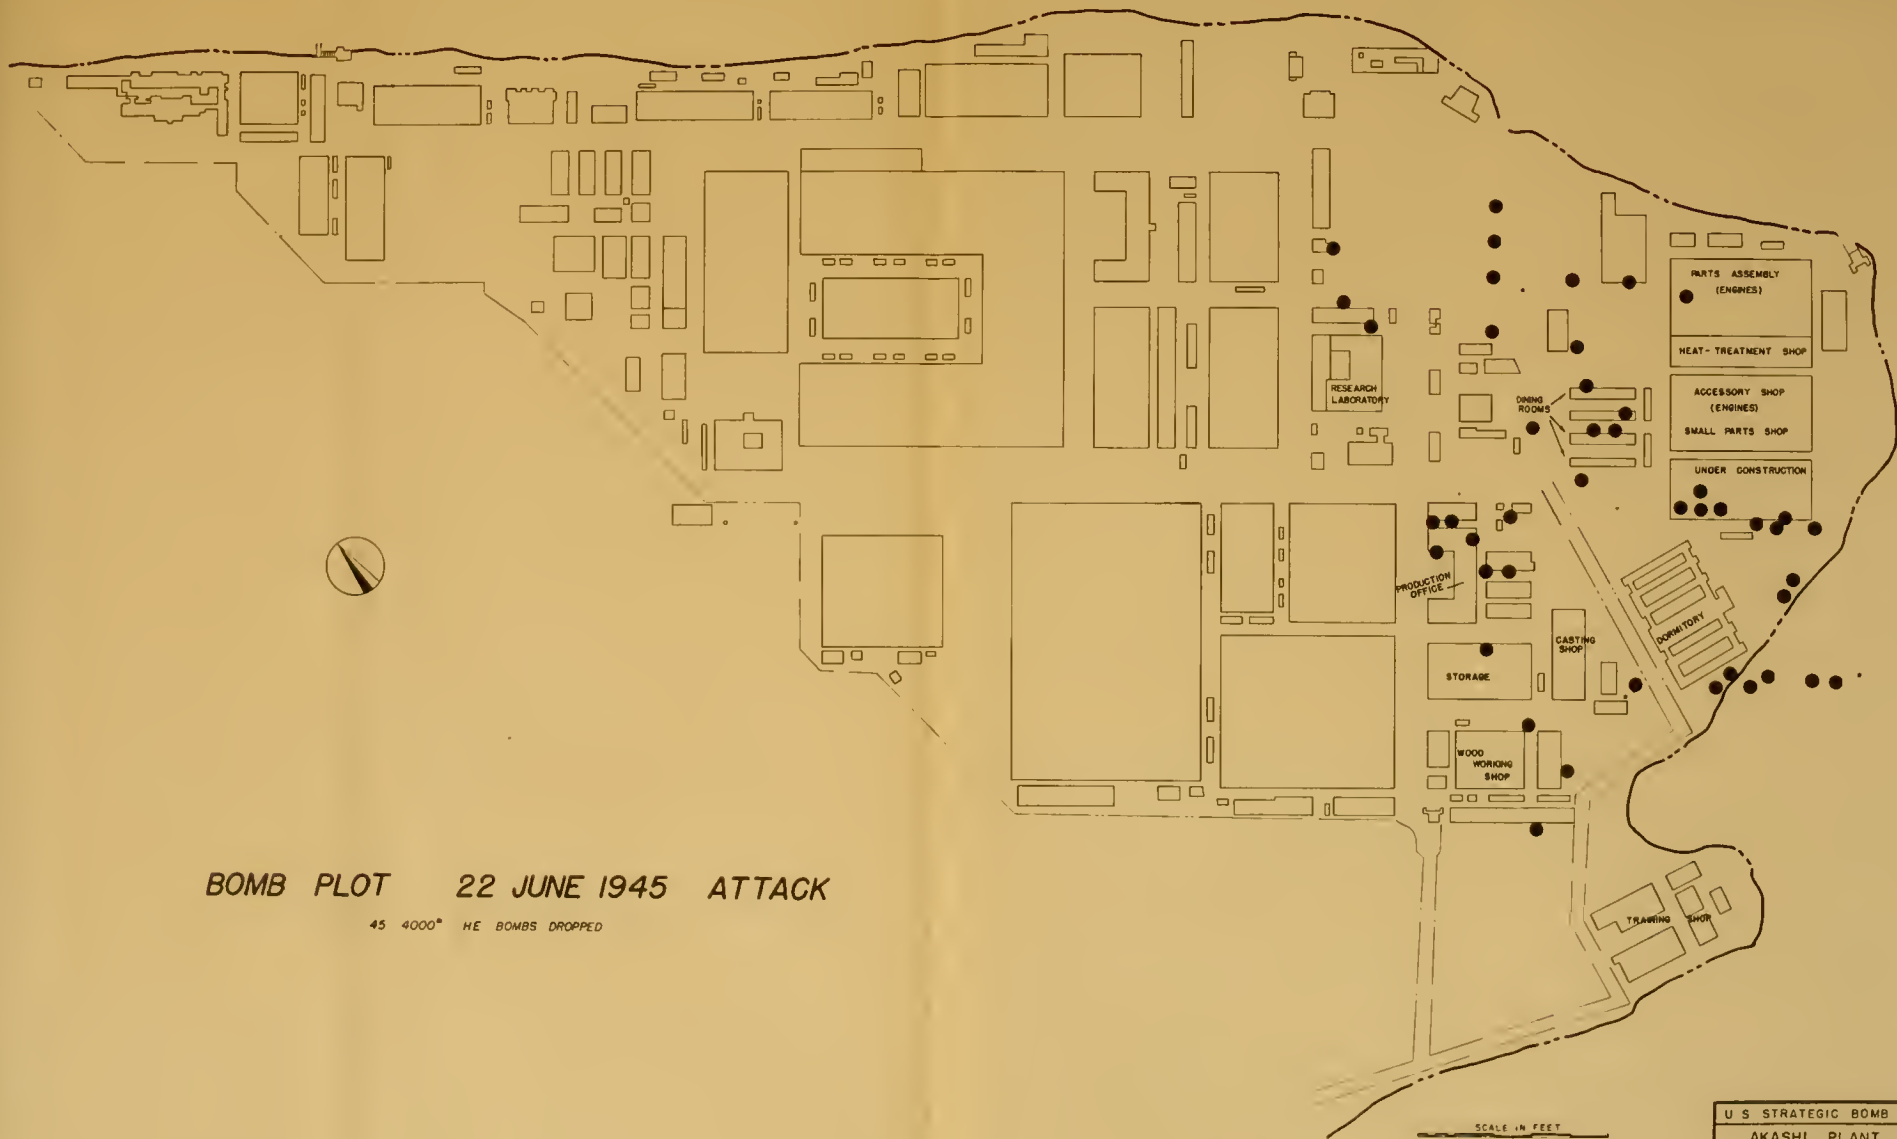 PARTS ASSEMBLY
(ENGINES)
HEAT-TREATMENT SHOP
RESEARCH
LABORATORY
DINING
ROOMS
ACCESSORY SHOP
(ENGINES)
SMALL PARTS SHOP
UNDER CONSTRUCTION
PRODUCTION
OFFICE
DORMITORY
CASTING
SHOP
STORAGE
WOOD
WORKING
SHOP
BOMB PLOT 22 JUNE 1945 ATTACK
45 4000# HE BOMBS DROPPED
TRAINING SHOP
SCALE IN FEET
U S STRATEGIC BOMB
AKASHI PLANT